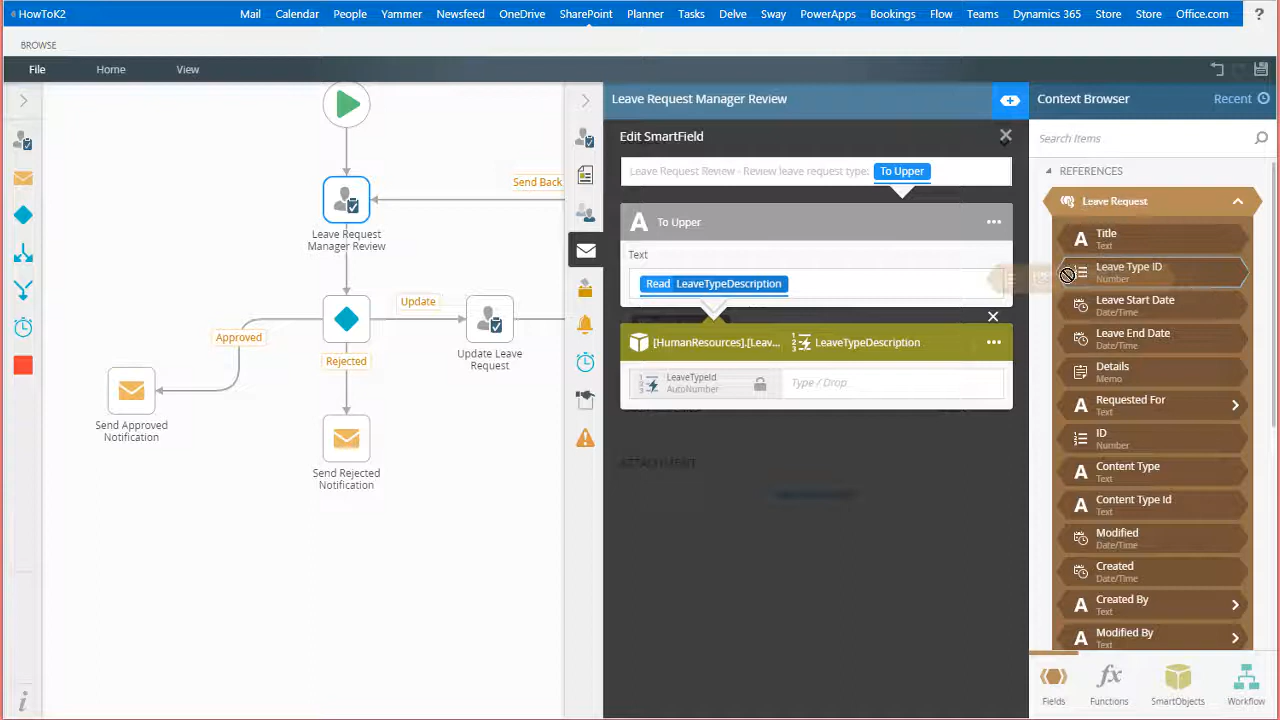 HowToK2
Mail
Calendar
People
Yammer
Newsfeed
OneDrive
SharePoint
Planner
Tasks
Delve
Sway
PowerApps
Bookings
Flow
Teams
Dynamics 365
Store
Store
Office.com
?
BROWSE
File
Home
View
Leave Request Manager Review
Context Browser
Recent
Edit SmartField
Search Items
Leave Request Review - Review leave request type: To Upper
REFERENCES
Leave Request
To Upper
Text
Read LeaveTypeDescription
[HumanResources].[Leav...
LeaveTypeDescription
LeaveTypeId
AutoNumber
Type / Drop
ATTACHMENT
Title
Text
Leave Type ID
Number
Leave Start Date
Date/Time
Leave End Date
Date/Time
Details
Memo
Requested For
Text
ID
Number
Content Type
Text
Content Type Id
Text
Modified
Date/Time
Created
Date/Time
Created By
Text
Modified By
Text
Fields
Functions
SmartObjects
Workflow
Send Back
Leave Request
Manager Review
Update
Approved
Rejected
Update Leave
Request
Send Approved
Notification
Send Rejected
Notification